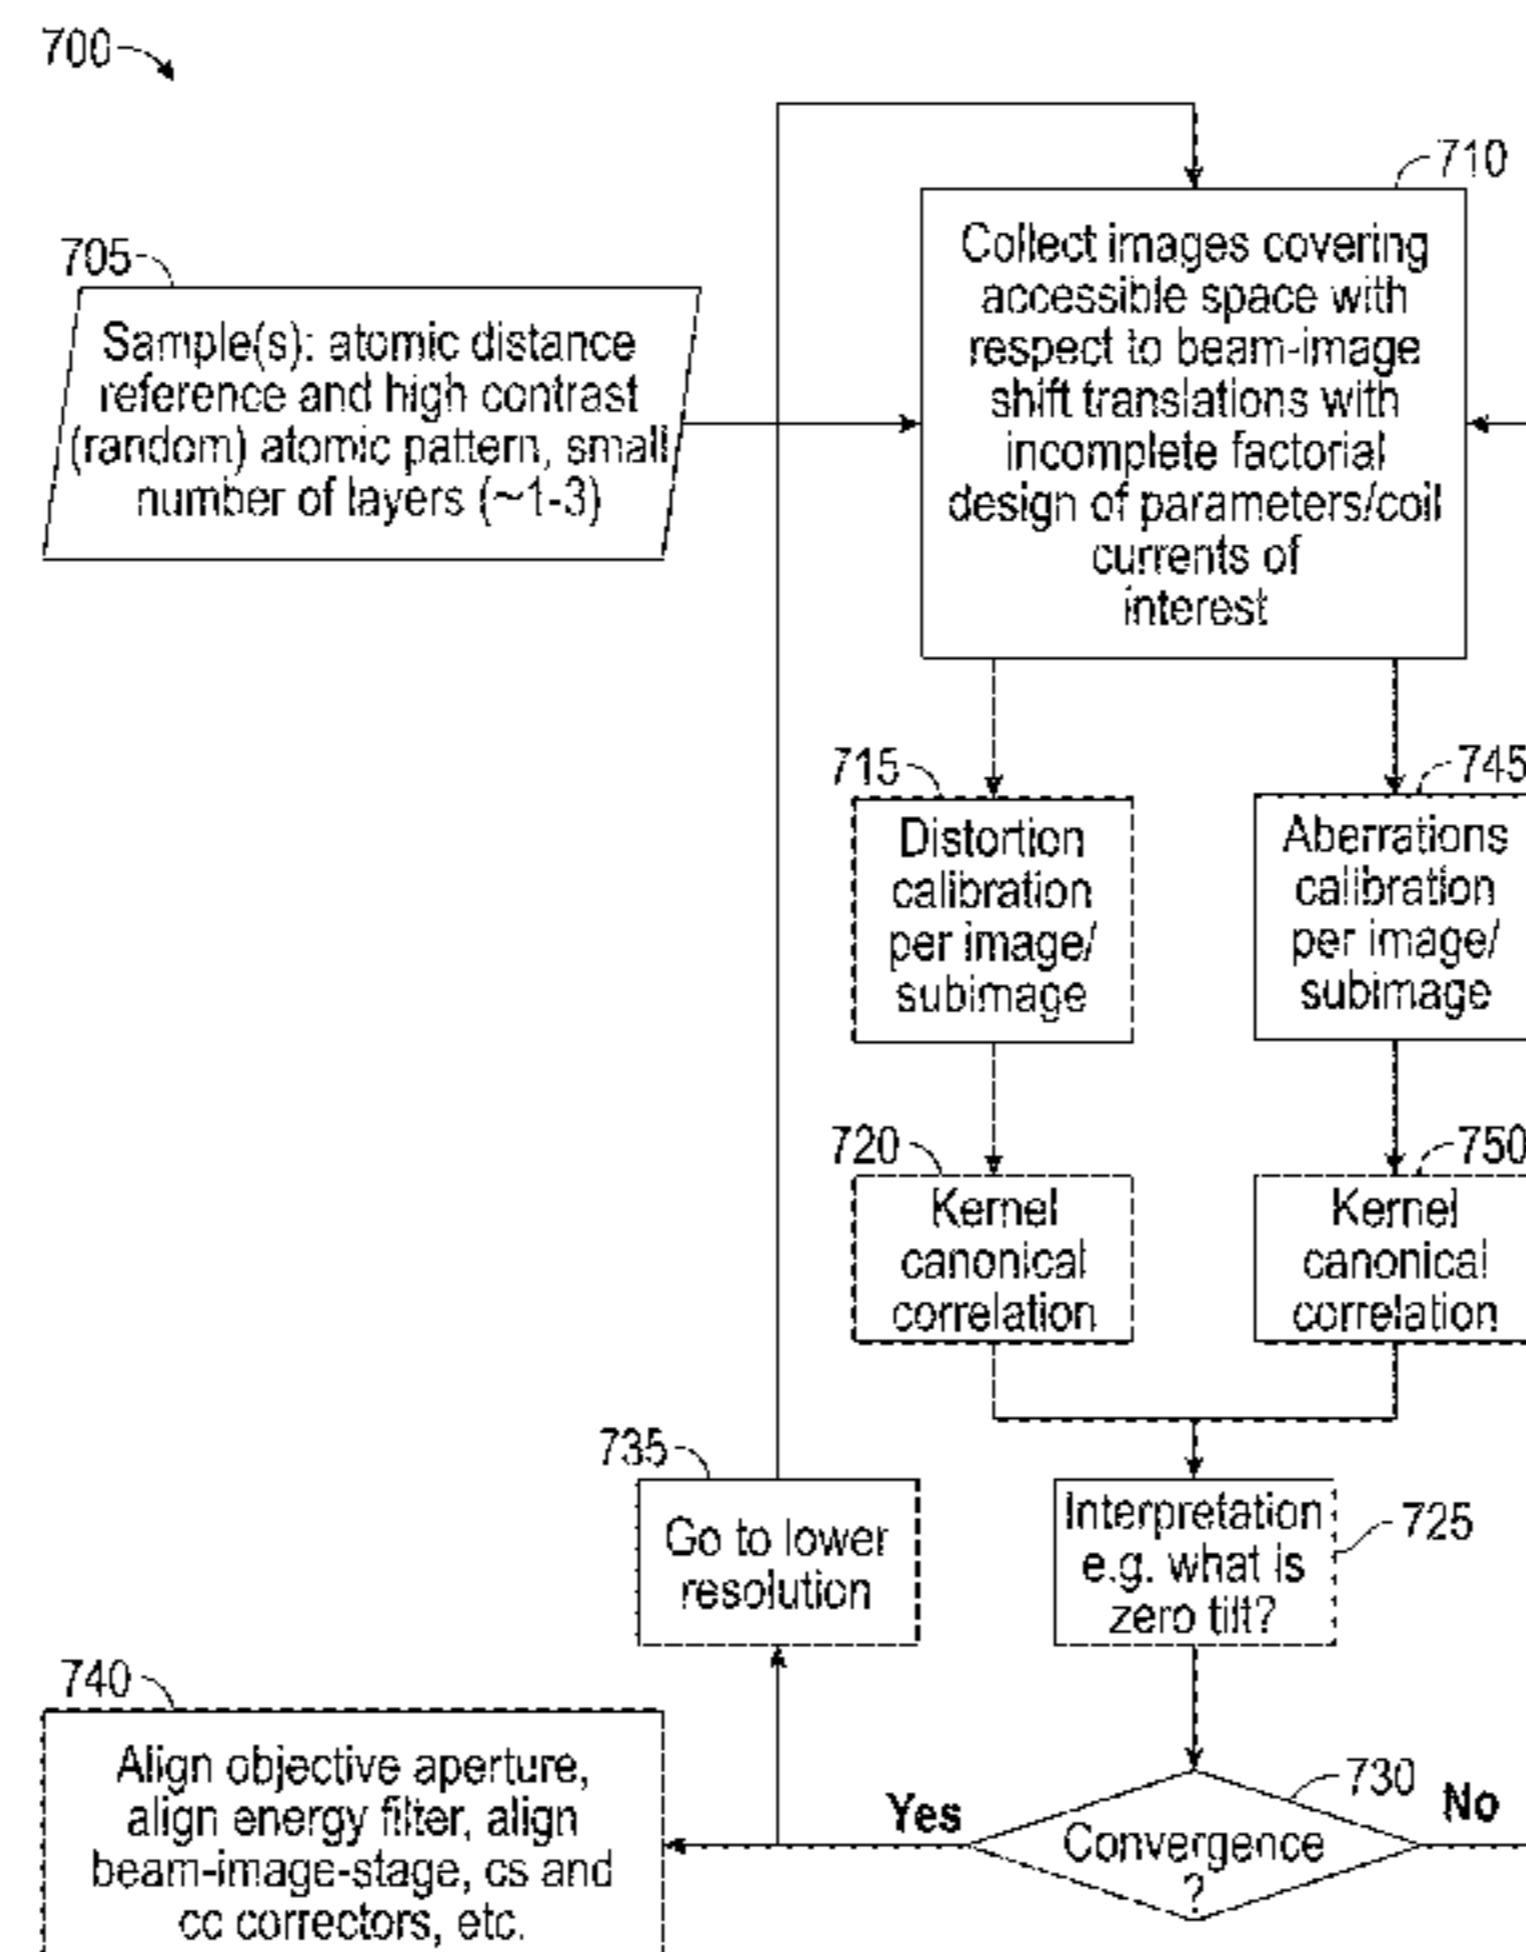 700
710
Collect images covering
accessible space with
respect to beam-image
shift translations with
incomplete factorial
design of parameters/coil
currents of
interest
705
Sample(s): atomic distance
reference and high contrast
(random) atomic pattern, small
number of layers (~1-3)
715
Distortion
calibration
per image/
subimage
745
Aberrations
calibration
per image/
subimage
720
Kernel
canonical
correlation
750
Kernel
canonical
correlation
735
Go to lower
resolution
Interpretation
e.g. what is
zero tilt?
725
740
Align objective aperture,
align energy filter, align
beam-image-stage, cs and
cc correctors, etc.
Yes
730
Convergence
?
No